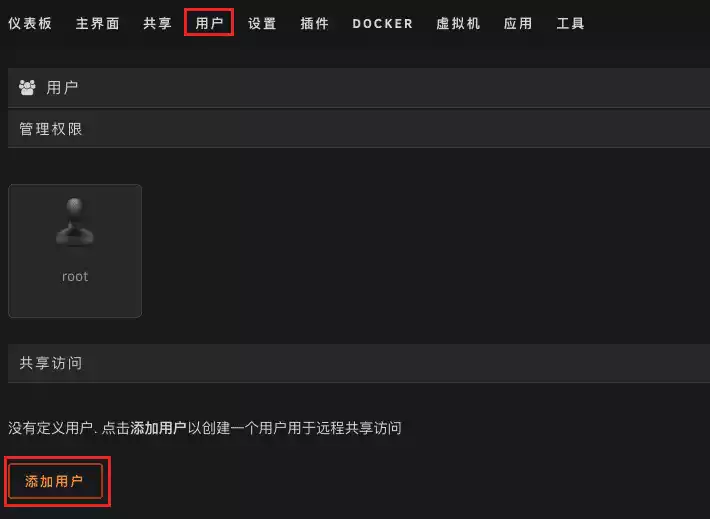 仪表板 主界面 共享 用户 设置 插件 DOCKER 虚拟机 应用 工具
用户
管理权限
root
共享访问
没有定义用户. 点击添加用户以创建一个用户用于远程共享访问
添加用户